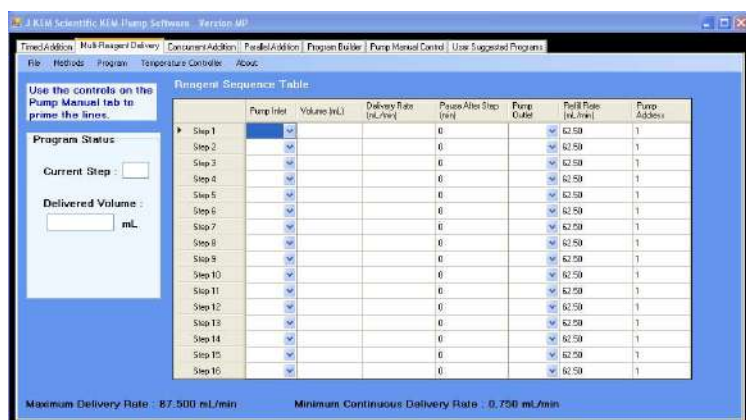 J KEM Scientific KEM-Pump Software Version MP
Timed Addition Multi-Reagent Delivery Concurrent Addition Parallel Addition Program Builder Pump Manual Control User Suggested Programs
File Methods Program Temperature Controller About
Use the controls on the
Pump Manual tab to
prime the lines.
Program Status
Current Step :
Delivered Volume :
mL
Reagent Sequence Table
Pump Inlet Volume (mL) Delivery Rate (mL/min) Pause After Step (min) Pump Outlet Refill Rate (mL/min) Pump Address
Step 1 0 62.50 1
Step 2 0 62.50 1
Step 3 0 62.50 1
Step 4 0 62.50 1
Step 5 0 62.50 1
Step 6 0 62.50 1
Step 7 0 62.50 1
Step 8 0 62.50 1
Step 9 0 62.50 1
Step 10 0 62.50 1
Step 11 0 62.50 1
Step 12 0 62.50 1
Step 13 0 62.50 1
Step 14 0 62.50 1
Step 15 0 62.50 1
Step 16 0 62.50 1
Maximum Delivery Rate : 87.500 mL/min Minimum Continuous Delivery Rate : 0.750 mL/min